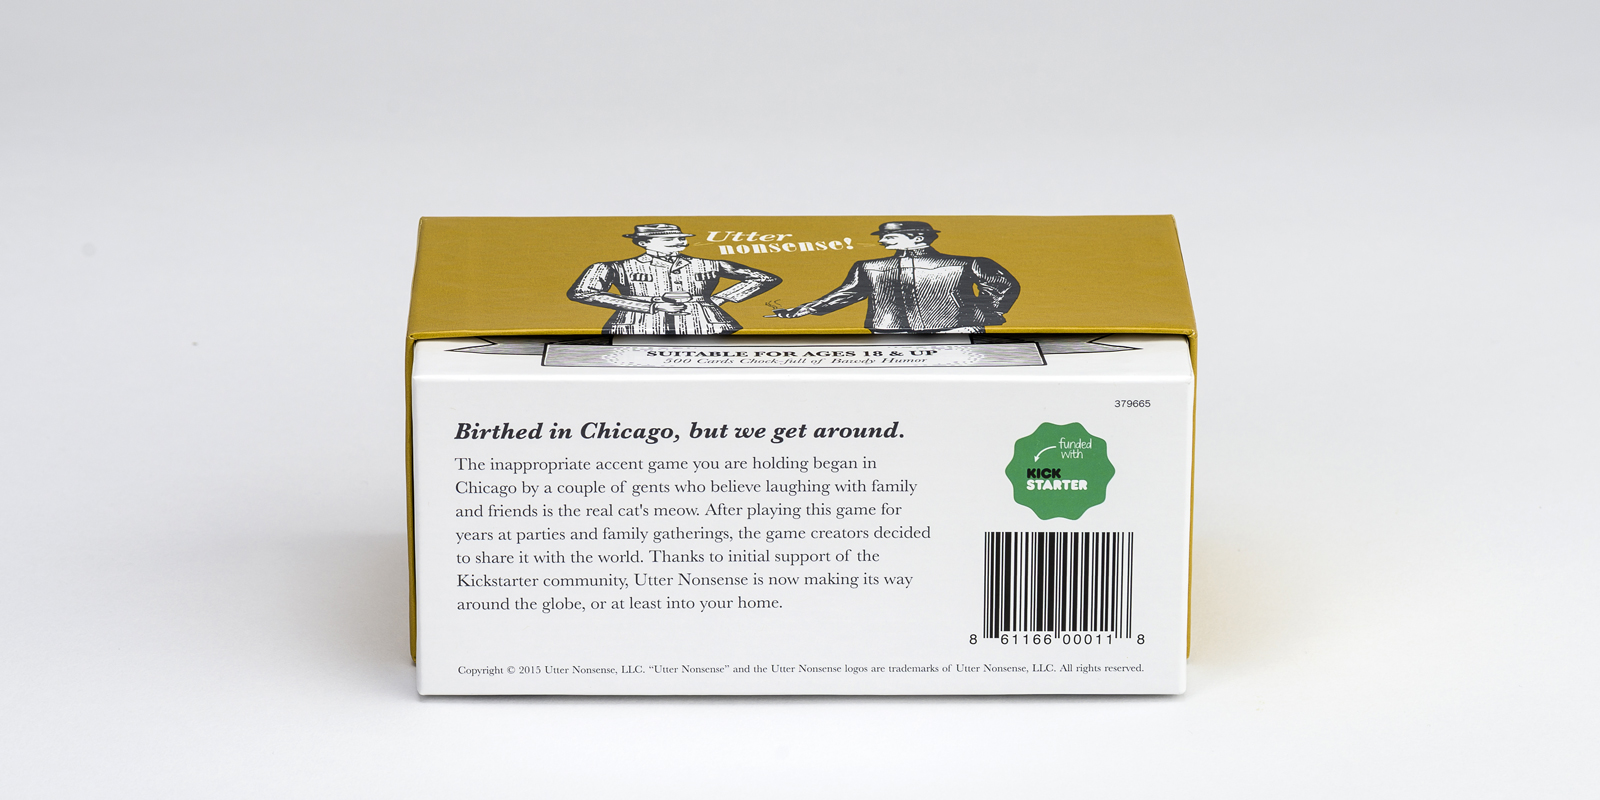 Utter
nonsense!
SUITABLE FOR AGES 18 & UP
500 Cards Chock-full of Bawdy Humor
379665
Birthed in Chicago, but we get around.
The inappropriate accent game you are holding began in
Chicago by a couple of gents who believe laughing with family
and friends is the real cat's meow. After playing this game for
years at parties and family gatherings, the game creators decided
to share it with the world. Thanks to initial support of the
Kickstarter community, Utter Nonsense is now making its way
around the globe, or at least into your home.
funded
with
KICK
STARTER
8 61166 00011 8
Copyright © 2015 Utter Nonsense, LLC. “Utter Nonsense” and the Utter Nonsense logos are trademarks of Utter Nonsense, LLC. All rights reserved.